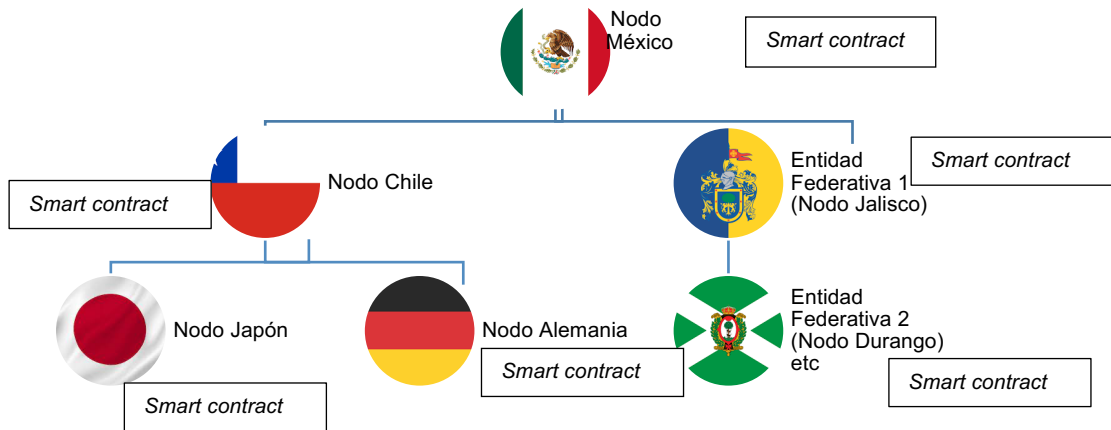 Nodo
México
Smart contract
Nodo Chile
Smart contract
Entidad
Federativa 1
(Nodo Jalisco)
Smart contract
Nodo Japón
Smart contract
Nodo Alemania
Smart contract
Entidad
Federativa 2
(Nodo Durango)
etc
Smart contract